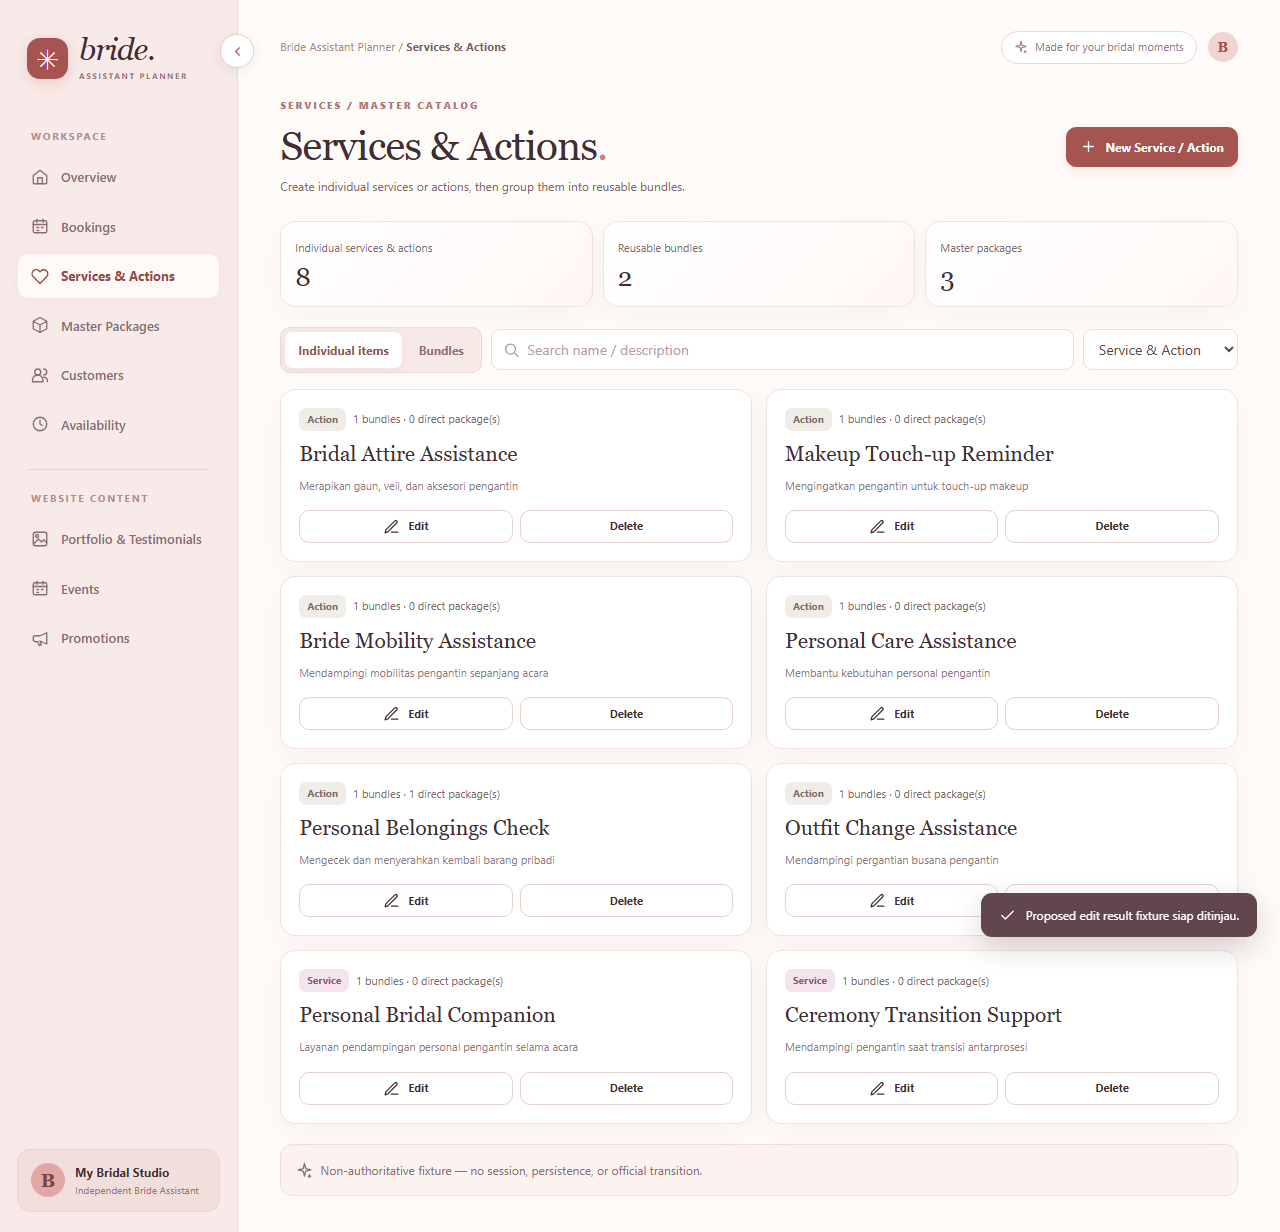 bride.
ASSISTANT PLANNER
WORKSPACE
Overview
Bookings
Services & Actions
Master Packages
Customers
Availability
WEBSITE CONTENT
Portfolio & Testimonials
Events
Promotions
B
My Bridal Studio
Independent Bride Assistant
Bride Assistant Planner / Services & Actions
Made for your bridal moments
B
SERVICES / MASTER CATALOG
Services & Actions.
Create individual services or actions, then group them into reusable bundles.
New Service / Action
Individual services & actions
8
Reusable bundles
2
Master packages
3
Individual items
Bundles
Search name / description
Service & Action
Action 1 bundles · 0 direct package(s)
Bridal Attire Assistance
Merapikan gaun, veil, dan aksesori pengantin
Edit
Delete
Action 1 bundles · 0 direct package(s)
Makeup Touch-up Reminder
Mengingatkan pengantin untuk touch-up makeup
Edit
Delete
Action 1 bundles · 0 direct package(s)
Bride Mobility Assistance
Mendampingi mobilitas pengantin sepanjang acara
Edit
Delete
Action 1 bundles · 0 direct package(s)
Personal Care Assistance
Membantu kebutuhan personal pengantin
Edit
Delete
Action 1 bundles · 1 direct package(s)
Personal Belongings Check
Mengecek dan menyerahkan kembali barang pribadi
Edit
Delete
Action 1 bundles · 0 direct package(s)
Outfit Change Assistance
Mendampingi pergantian busana pengantin
Edit
Proposed edit result fixture siap ditinjau.
Service 1 bundles · 0 direct package(s)
Personal Bridal Companion
Layanan pendampingan personal pengantin selama acara
Edit
Delete
Service 1 bundles · 0 direct package(s)
Ceremony Transition Support
Mendampingi pengantin saat transisi antarprosesi
Edit
Delete
Non-authoritative fixture — no session, persistence, or official transition.